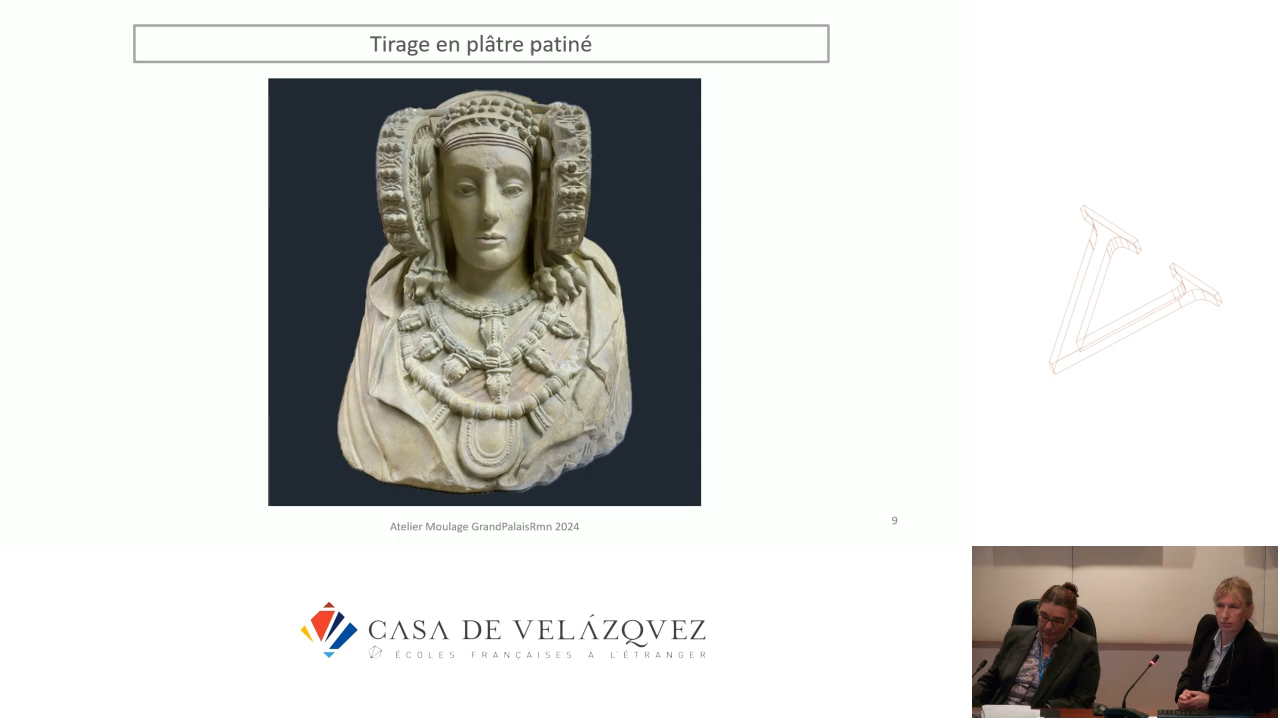 Tirage en plâtre patiné
Atelier Moulage GrandPalaisRmn 2024
9
CASA DE VELÁZQVEZ
ÉCOLES FRANÇAISES À L'ÉTRANGER